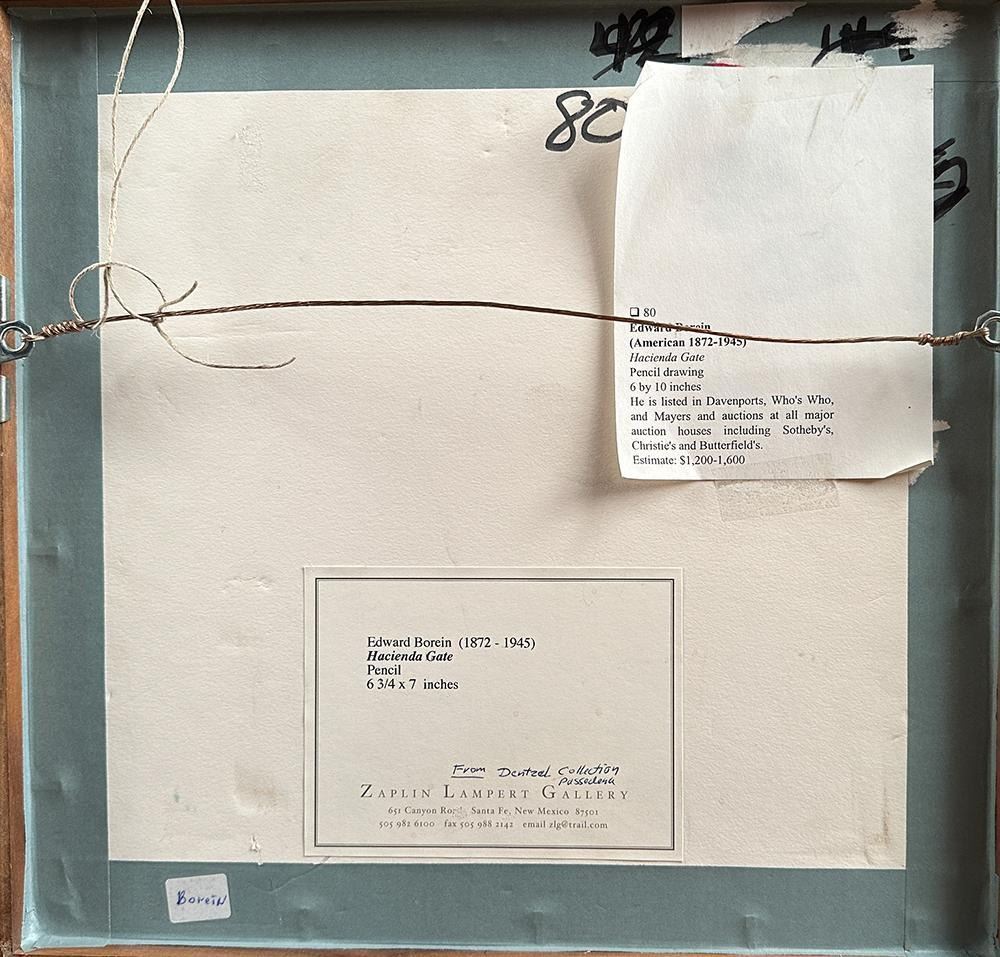 80
❑ 80
Edward Borein
(American 1872-1945)
Hacienda Gate
Pencil drawing
6 by 10 inches
He is listed in Davenports, Who's Who,
and Mayers and auctions at all major
auction houses including Sotheby's,
Christie's and Butterfield's.
Estimate: $1,200-1,600
Edward Borein (1872 - 1945)
Hacienda Gate
Pencil
6 3/4 x 7 inches
From Dentzel Collection
Passadena
ZAPLIN LAMPERT GALLERY
651 Canyon Road, Santa Fe, New Mexico 87501
505 982 6100 fax 505 988 2142 email zlg@trail.com
Borein